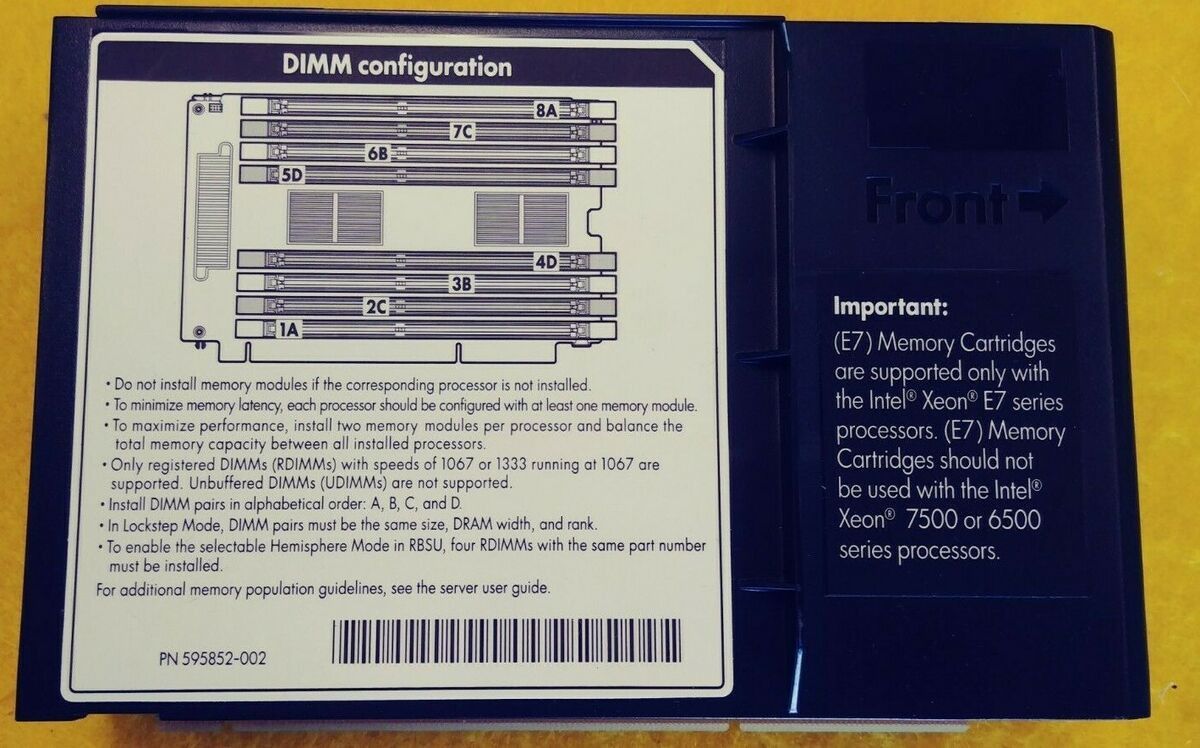 DIMM configuration
8A
7C
6B
5D
4D
3B
2C
1A
• Do not install memory modules if the corresponding processor is not installed.
• To minimize memory latency, each processor should be configured with at least one memory module.
• To maximize performance, install two memory modules per processor and balance the
total memory capacity between all installed processors.
• Only registered DIMMs (RDIMMs) with speeds of 1067 or 1333 running at 1067 are
supported. Unbuffered DIMMs (UDIMMs) are not supported.
• Install DIMM pairs in alphabetical order: A, B, C, and D.
• In Lockstep Mode, DIMM pairs must be the same size, DRAM width, and rank.
• To enable the selectable Hemisphere Mode in RBSU, four RDIMMs with the same part number
must be installed.
For additional memory population guidelines, see the server user guide.
PN 595852-002
Front
Important:
(E7) Memory Cartridges
are supported only with
the Intel® Xeon® E7 series
processors. (E7) Memory
Cartridges should not
be used with the Intel®
Xeon® 7500 or 6500
series processors.